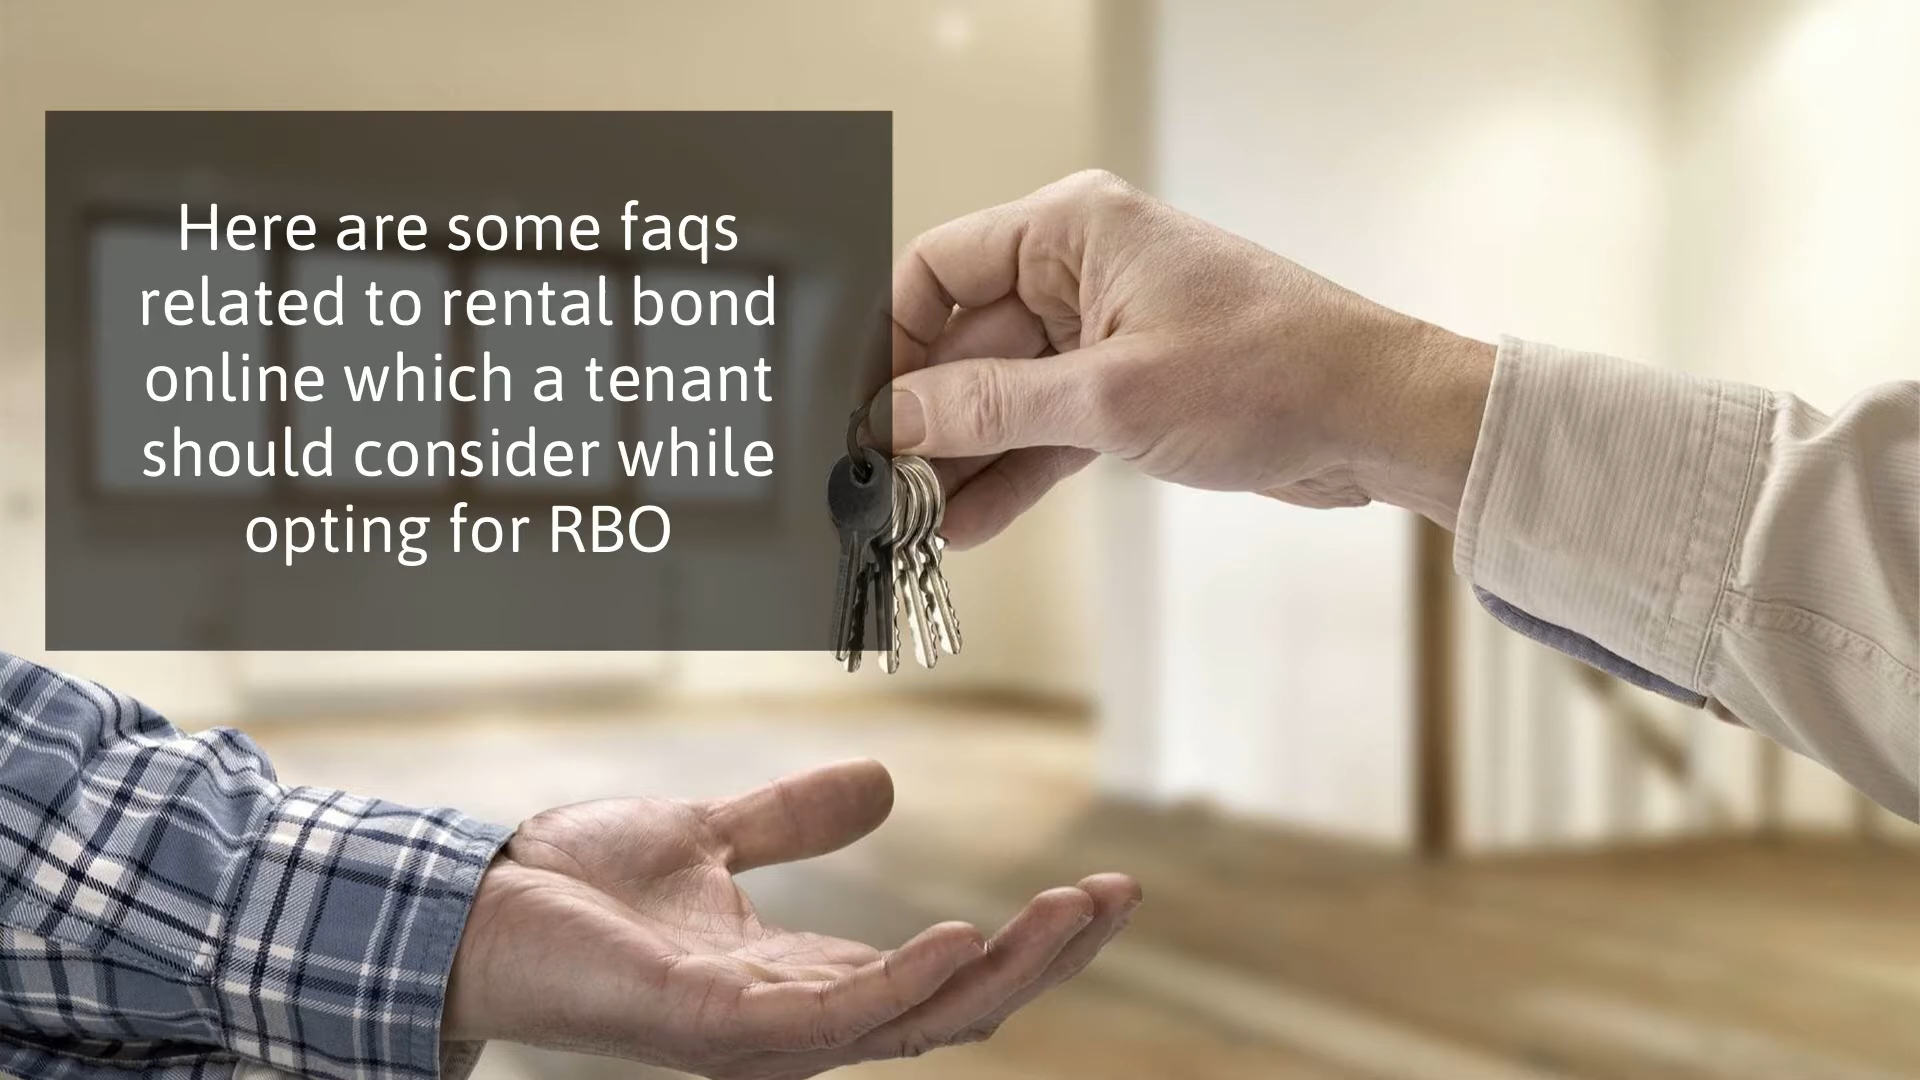 Here are some faqs
related to rental bond
online which a tenant
should consider while
opting for RBO